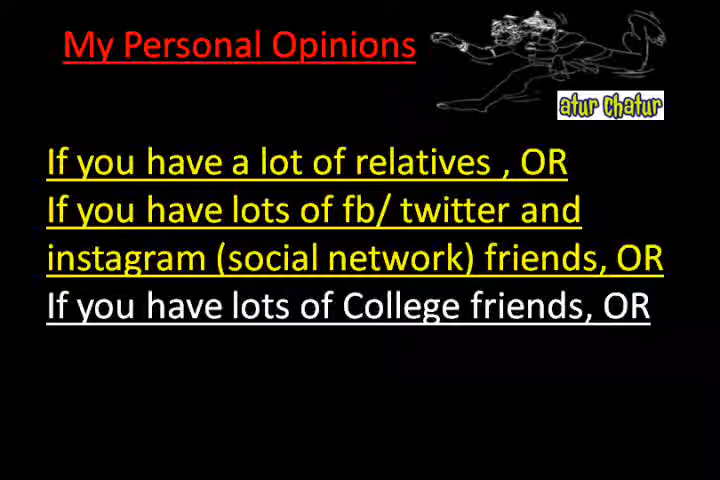 My Personal Opinions
atur chatur
If you have a lot of relatives , OR
If you have lots of fb/ twitter and
instagram (social network) friends, OR
If you have lots of College friends, OR